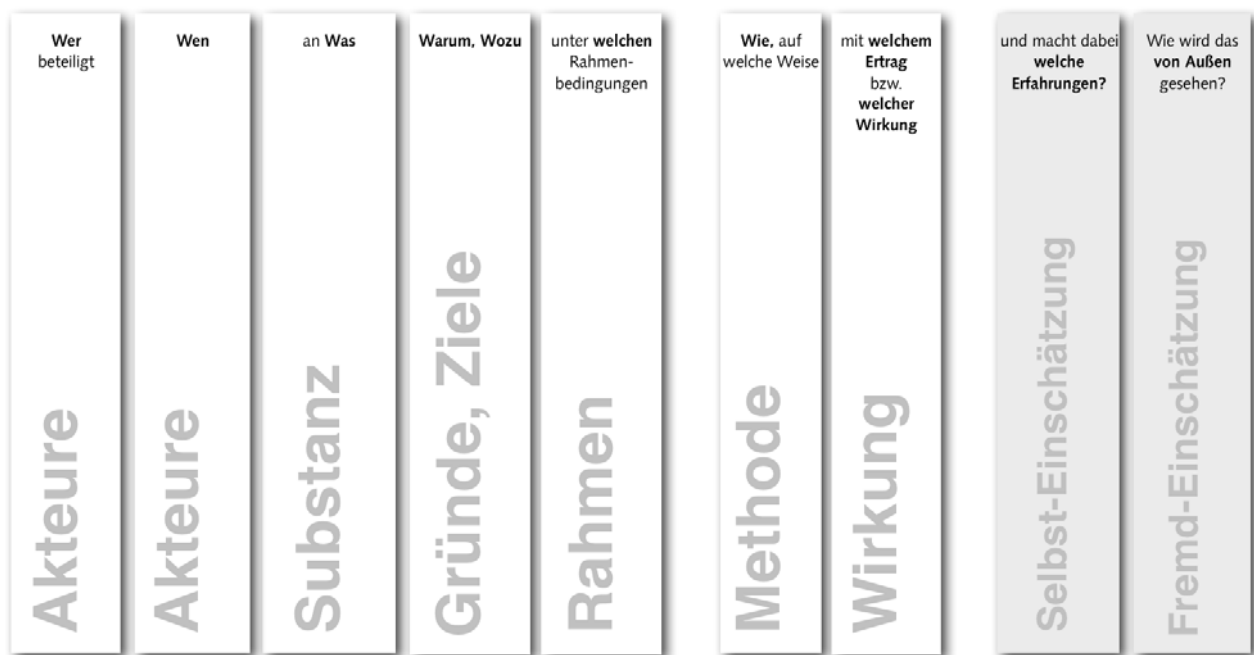 Wer
beteiligt
Akteure
Wen
Akteure
an Was
Substanz
Warum, Wozu
Gründe, Ziele
unter welchen
Rahmen-
bedingungen
Rahmen
Wie, auf
welche Weise
Methode
mit welchem
Ertrag
bzw.
welcher
Wirkung
Wirkung
und macht dabei
welche
Erfahrungen?
Selbst-Einschätzung
Wie wird das
von Außen
gesehen?
Fremd-Einschätzung